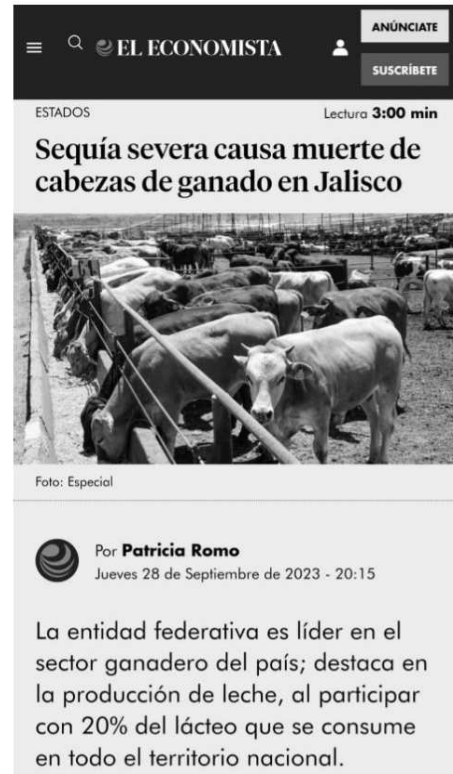 ANÚNCIATE
EL ECONOMISTA
SUSCRÍBETE
ESTADOS
Lectura 3:00 min
Sequía severa causa muerte de
cabezas de ganado en Jalisco
Foto: Especial
Por Patricia Romo
Jueves 28 de Septiembre de 2023 - 20:15
La entidad federativa es líder en el
sector ganadero del país; destaca en
la producción de leche, al participar
con 20% del lácteo que se consume
en todo el territorio nacional.